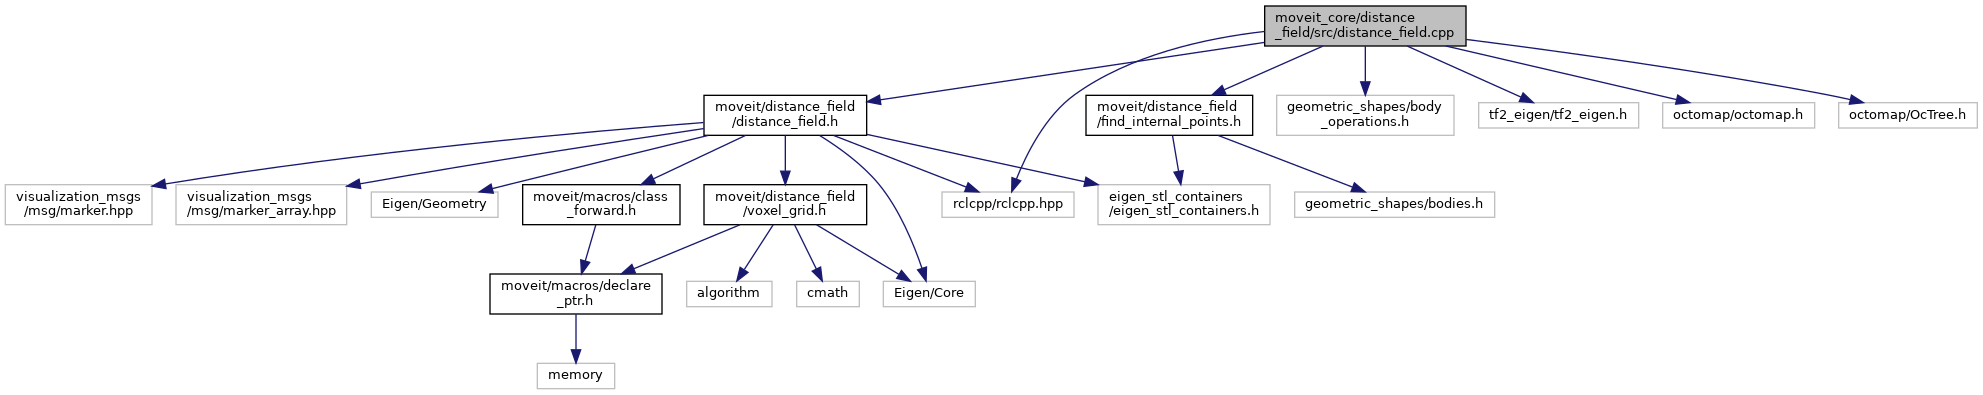 moveit_core/distance
_field/src/distance_field.cpp
moveit/distance_field
/distance_field.h
moveit/distance_field
/find_internal_points.h
geometric_shapes/body
_operations.h
tf2_eigen/tf2_eigen.h
octomap/octomap.h
octomap/OcTree.h
visualization_msgs
/msg/marker.hpp
visualization_msgs
/msg/marker_array.hpp
Eigen/Geometry
moveit/macros/class
_forward.h
moveit/distance_field
/voxel_grid.h
rclcpp/rclcpp.hpp
eigen_stl_containers
/eigen_stl_containers.h
geometric_shapes/bodies.h
moveit/macros/declare
_ptr.h
algorithm
cmath
Eigen/Core
memory